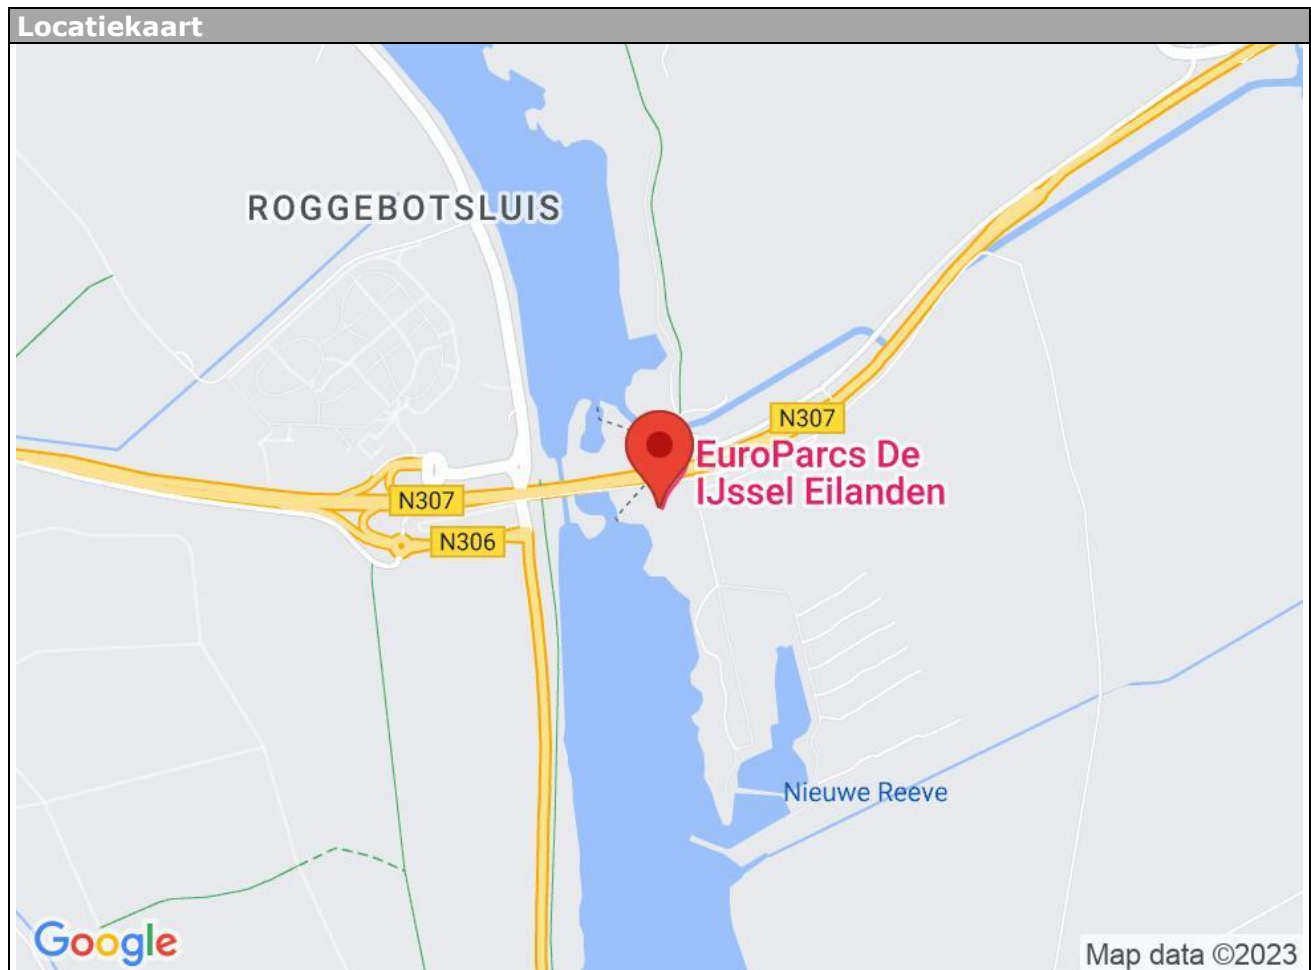 Locatiekaart
ROGGEBOTSLUIS
N307
EuroParcs De
IJssel Eilanden
N307
N306
Nieuwe Reeve
Google
Map data ©2023